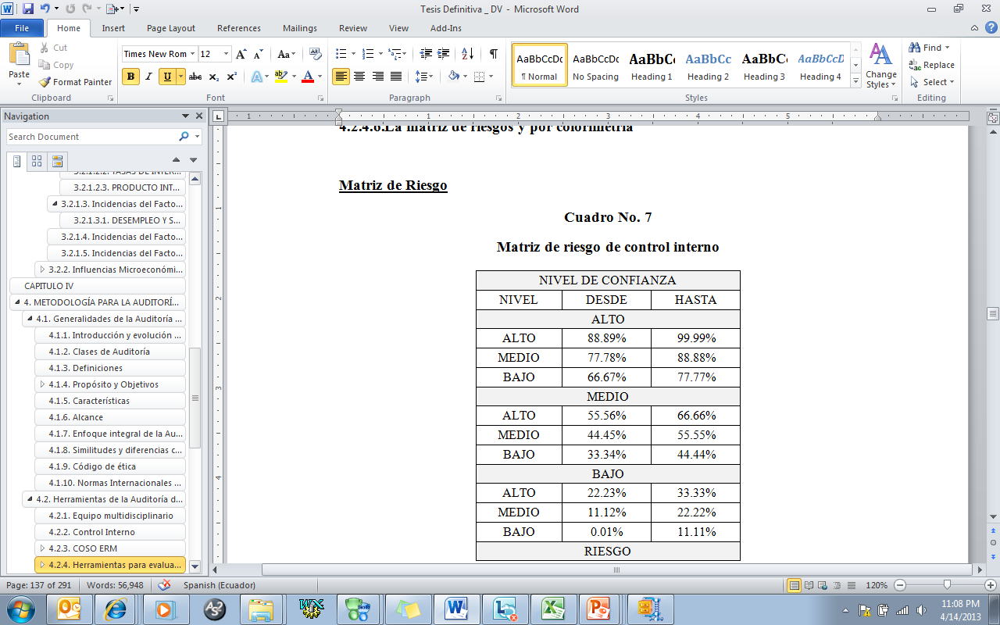 Tesis Definitiva _ DV - Microsoft Word
File Home Insert Page Layout References Mailings Review View Add-Ins
Paste
Cut
Copy
Format Painter
Clipboard
Times New Rom 12
Font
Paragraph
AaBbCcDc AaBbCcDc AaBbC AaBbCc AaBbCc AaBbCcD
¶ Normal No Spacing Heading 1 Heading 2 Heading 3 Heading 4
Change Styles
Styles
Find
Replace
Select
Editing
Navigation
Search Document
3.2.1.2.2. TASAS DE INTER...
3.2.1.2.3. PRODUCTO INT...
3.2.1.3. Incidencias del Facto...
3.2.1.3.1. DESEMPLEO Y S...
3.2.1.4. Incidencias del Facto...
3.2.1.5. Incidencias del Facto...
3.2.2. Influencias Microeconómi...
CAPITULO IV
4. METODOLOGÍA PARA LA AUDITORÍ...
4.1. Generalidades de la Auditoría ...
4.1.1. Introducción y evolución ...
4.1.2. Clases de Auditoría
4.1.3. Definiciones
4.1.4. Propósito y Objetivos
4.1.5. Características
4.1.6. Alcance
4.1.7. Enfoque integral de la Au...
4.1.8. Similitudes y diferencias c...
4.1.9. Código de ética
4.1.10. Normas Internacionales ...
4.2. Herramientas de la Auditoría d...
4.2.1. Equipo multidisciplinario
4.2.2. Control Interno
4.2.3. COSO ERM
4.2.4. Herramientas para evalua...
1 1 2 3 4 5
1
2
3
4
4.2.4.6.La matriz de riesgos y por colorimetría
Matriz de Riesgo
Cuadro No. 7
Matriz de riesgo de control interno
NIVEL DE CONFIANZA
NIVEL DESDE HASTA
ALTO
ALTO 88.89% 99.99%
MEDIO 77.78% 88.88%
BAJO 66.67% 77.77%
MEDIO
ALTO 55.56% 66.66%
MEDIO 44.45% 55.55%
BAJO 33.34% 44.44%
BAJO
ALTO 22.23% 33.33%
MEDIO 11.12% 22.22%
BAJO 0.01% 11.11%
RIESGO
Page: 137 of 291 Words: 56,948 Spanish (Ecuador) 120%
11:08 PM
4/14/2013